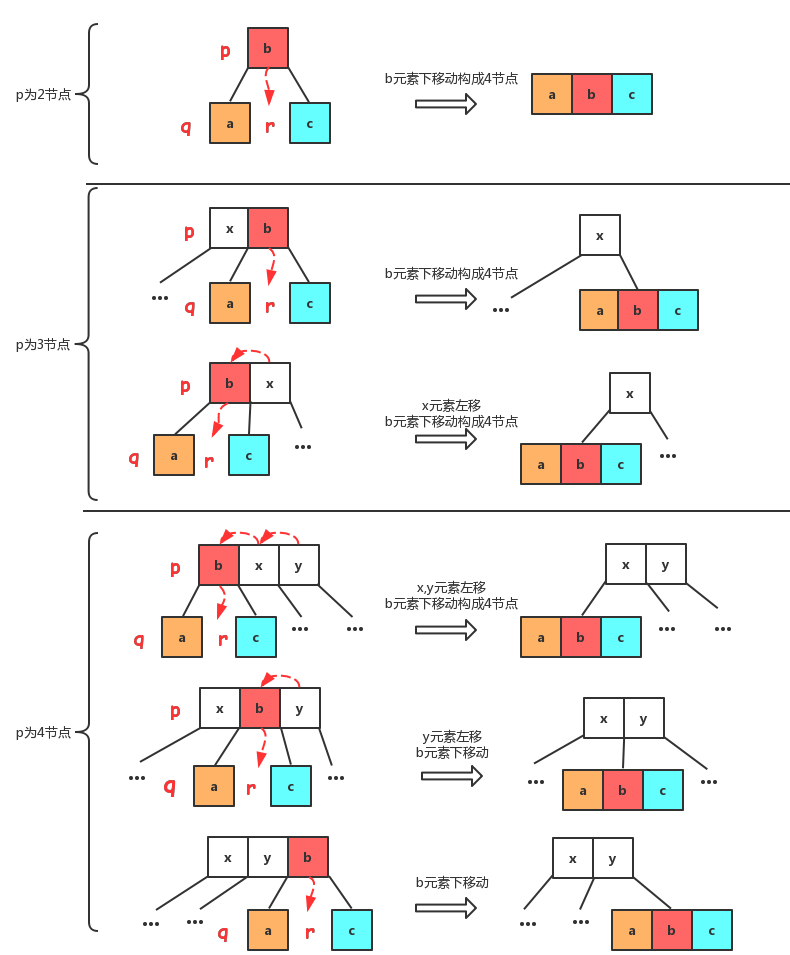 p为2节点
p
b
q
a
r
c
b元素下移动构成4节点
a b c
p为3节点
p
x b
...
q
a
r
c
b元素下移动构成4节点
x
...
a b c
p
b x
q
a
r
c
...
x元素左移
b元素下移动构成4节点
x
a b c
...
p为4节点
p
b x y
q
a
r
c
...
...
x,y元素左移
b元素下移动构成4节点
x y
a b c
...
...
p
x b y
...
q
a
r
c
...
y元素左移
b元素下移动
x y
...
a b c
...
x y b
...
...
q
a
r
c
b元素下移动
x y
...
...
a b c